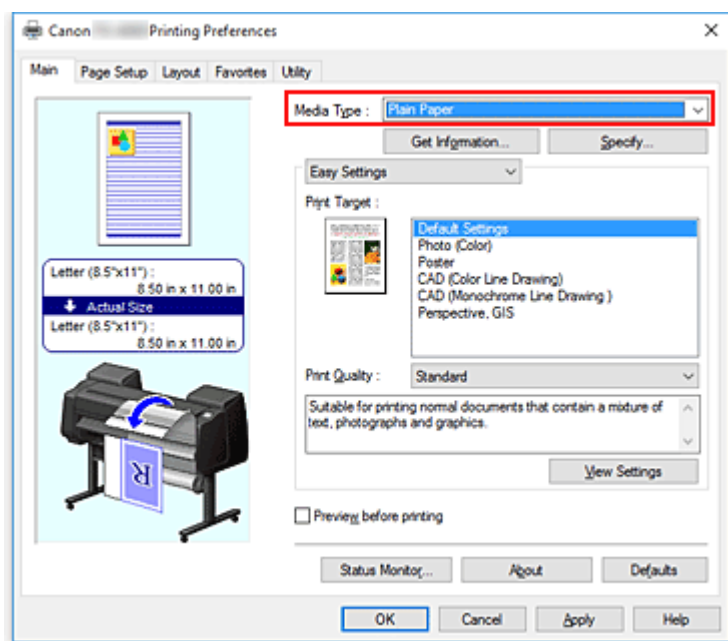 Canon Printing Preferences
Main Page Setup Layout Favorites Utility
Media Type : Plain Paper
Get Information... Specify...
Easy Settings
Print Target :
Default Settings
Photo (Color)
Poster
CAD (Color Line Drawing)
CAD (Monochrome Line Drawing )
Perspective, GIS
Letter (8.5"x11") :
8.50 in x 11.00 in
Actual Size
Letter (8.5"x11") :
8.50 in x 11.00 in
R
Print Quality : Standard
Suitable for printing normal documents that contain a mixture of
text, photographs and graphics.
View Settings
Preview before printing
Status Monitor... About Defaults
OK Cancel Apply Help